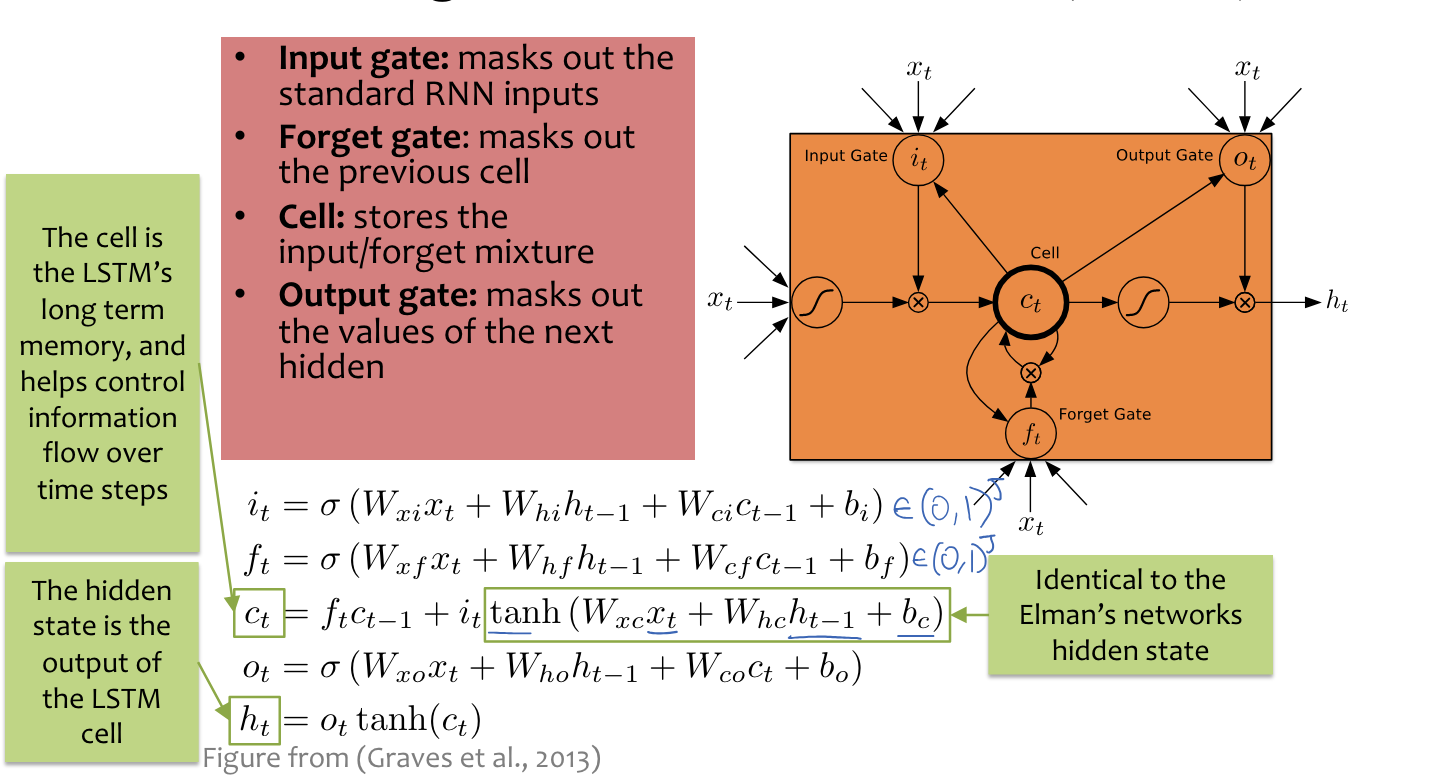 • Input gate: masks out the
standard RNN inputs
• Forget gate: masks out
the previous cell
• Cell: stores the
input/forget mixture
• Output gate: masks out
the values of the next
hidden
The cell is
the LSTM's
long term
memory, and
helps control
information
flow over
time steps
The hidden
state is the
output of
the LSTM
cell
x_t
x_t
Input Gate
i_t
Output Gate
o_t
Cell
x_t
c_t
h_t
Forget Gate
f_t
x_t
i_t = σ (W_{xi}x_t + W_{hi}h_{t−1} + W_{ci}c_{t−1} + b_i) ∈ (0,1)^J
f_t = σ (W_{xf}x_t + W_{hf}h_{t−1} + W_{cf}c_{t−1} + b_f) ∈ (0,1)^J
c_t = f_t c_{t−1} + i_t tanh (W_{xc}x_t + W_{hc}h_{t−1} + b_c)
o_t = σ (W_{xo}x_t + W_{ho}h_{t−1} + W_{co}c_t + b_o)
h_t = o_t tanh(c_t)
Identical to the
Elman's networks
hidden state
Figure from (Graves et al., 2013)